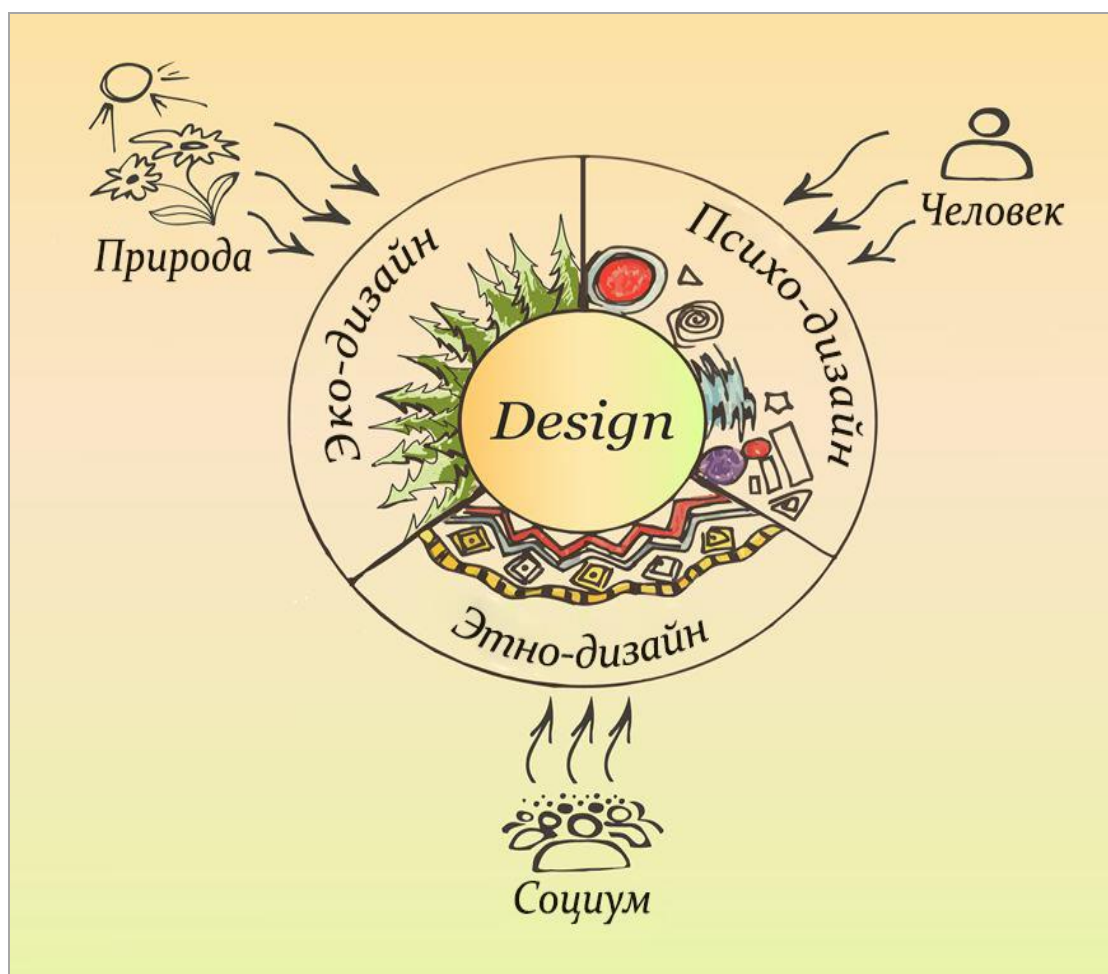 Природа
Человек
Эко-дизайн
Психо-дизайн
Design
Этно-дизайн
Социум